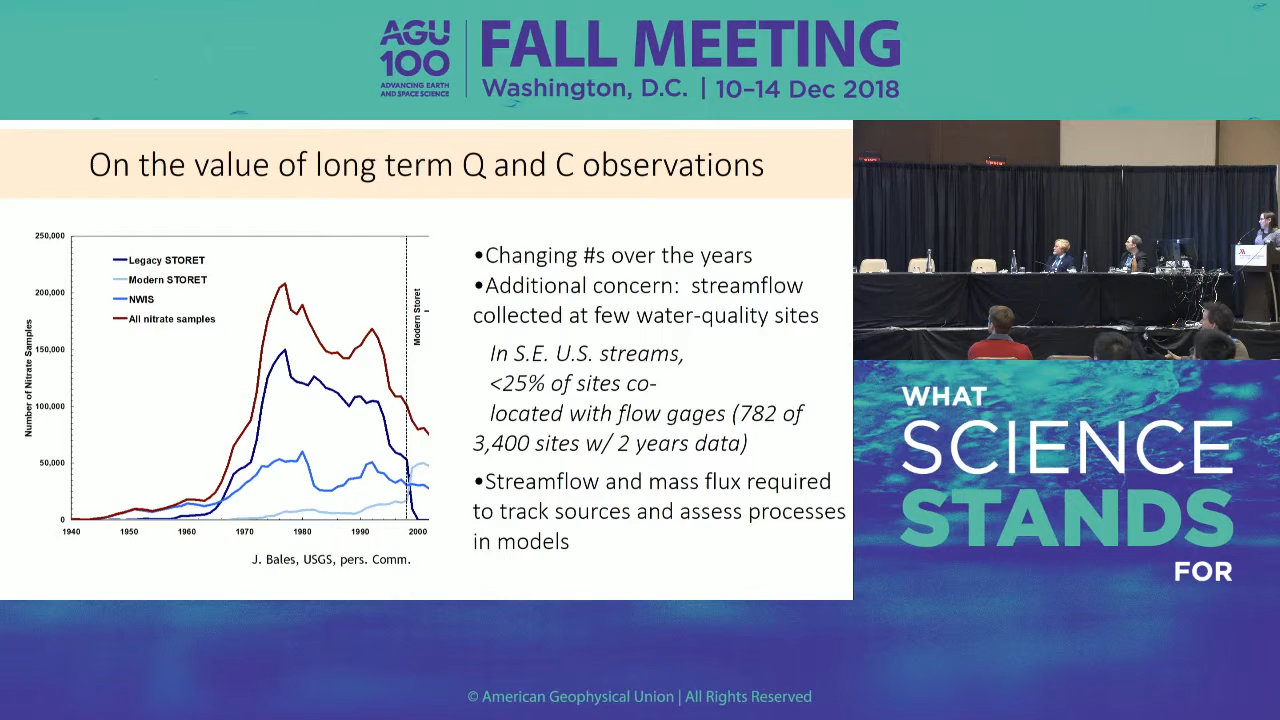 AGU
100
ADVANCING EARTH
AND SPACE SCIENCE
FALL MEETING
Washington, D.C. | 10–14 Dec 2018
On the value of long term Q and C observations
250,000
200,000
150,000
100,000
50,000
0
Number of Nitrate Samples
Legacy STORET
Modern STORET
NWIS
All nitrate samples
Modern Storet
1940
1950
1960
1970
1980
1990
2000
J. Bales, USGS, pers. Comm.
•Changing #s over the years
•Additional concern: streamflow
collected at few water-quality sites
In S.E. U.S. streams,
<25% of sites co-
located with flow gages (782 of
3,400 sites w/ 2 years data)
•Streamflow and mass flux required
to track sources and assess processes
in models
WHAT
SCIENCE
STANDS
FOR
© American Geophysical Union | All Rights Reserved